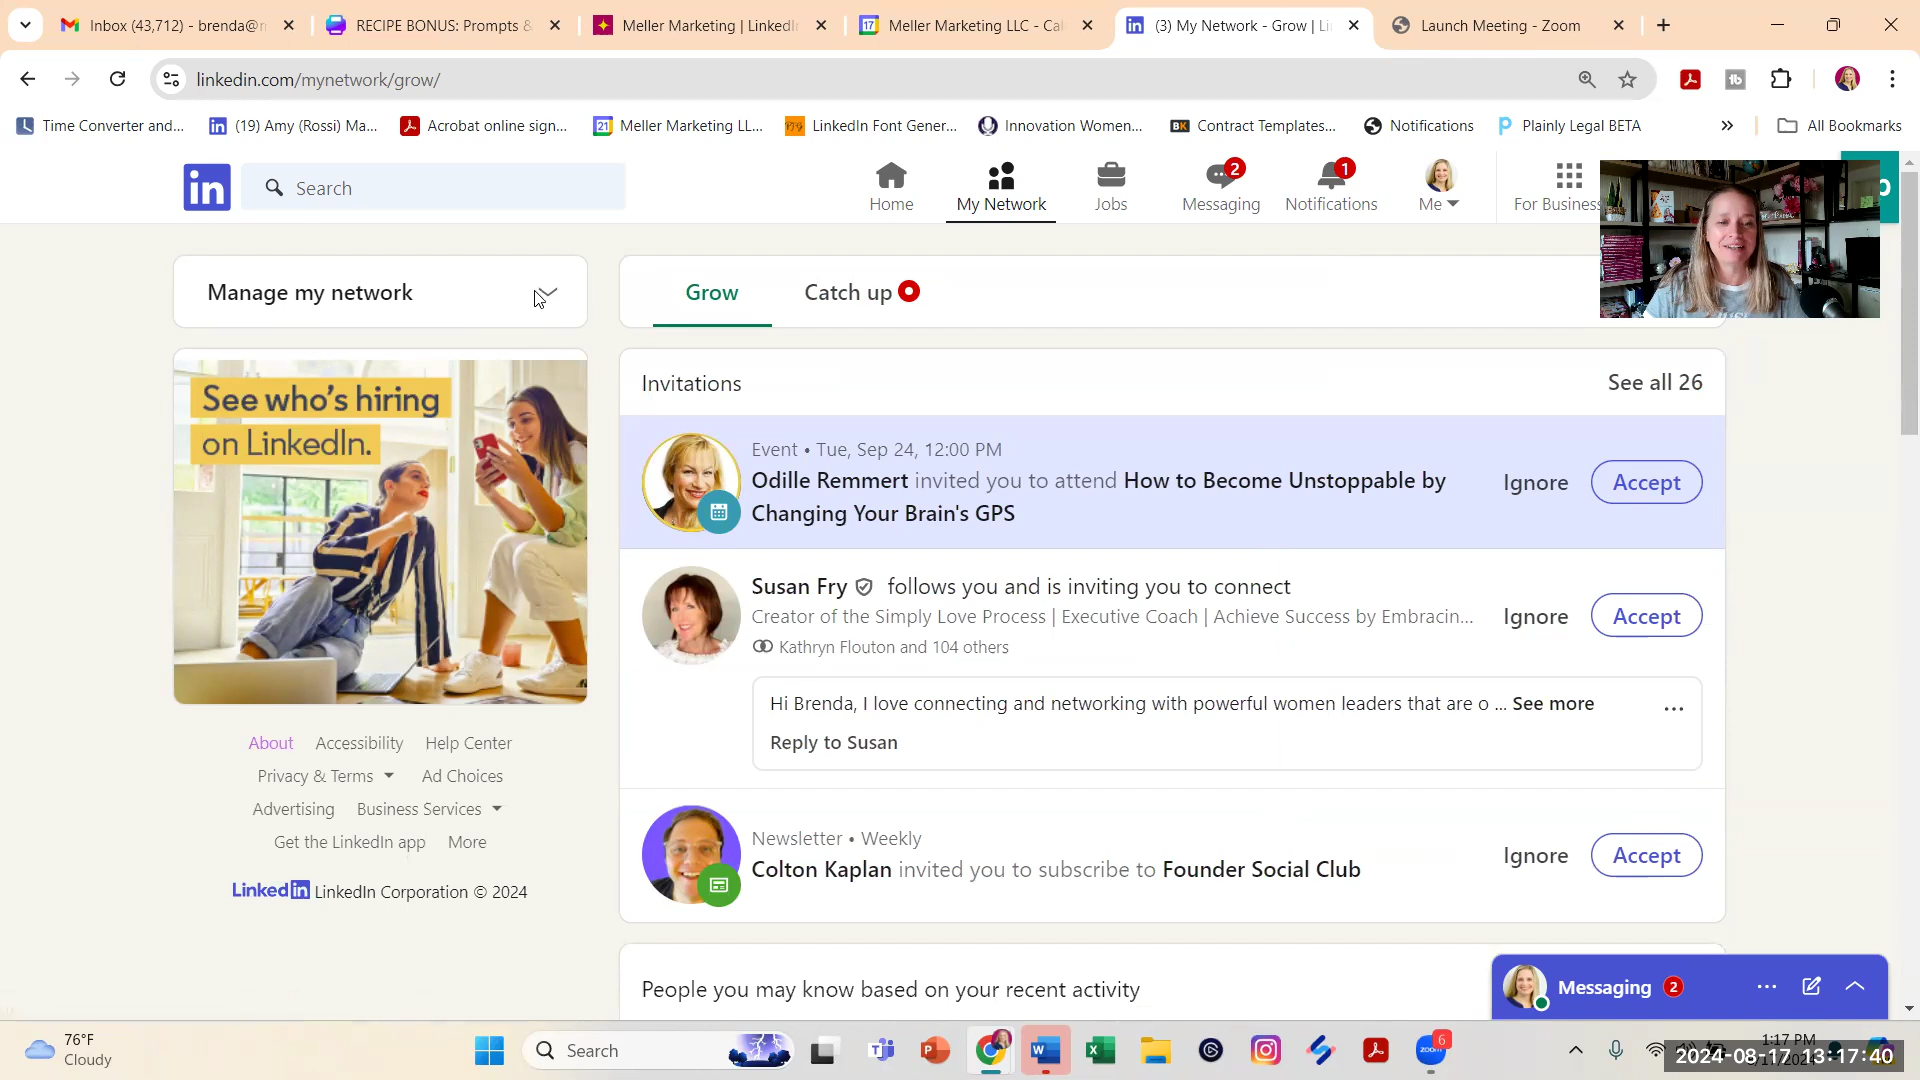 Inbox (43,712) - brenda@
RECIPE BONUS: Prompts &
Meller Marketing | LinkedIn
Meller Marketing LLC - Cal
(3) My Network - Grow | Li
Launch Meeting - Zoom
linkedin.com/mynetwork/grow/
Time Converter and...
(19) Amy (Rossi) Ma...
Acrobat online sign...
Meller Marketing LL...
LinkedIn Font Gener...
Innovation Women...
Contract Templates...
Notifications
Plainly Legal BETA
All Bookmarks
in
Search
Home
My Network
Jobs
2
Messaging
1
Notifications
Me
For Business
Manage my network
Grow
Catch up
See who's hiring
on LinkedIn.
About Accessibility Help Center
Privacy & Terms Ad Choices
Advertising Business Services
Get the LinkedIn app More
LinkedIn LinkedIn Corporation © 2024
Invitations
See all 26
Event • Tue, Sep 24, 12:00 PM
Odille Remmert invited you to attend How to Become Unstoppable by
Changing Your Brain's GPS
Ignore
Accept
Susan Fry follows you and is inviting you to connect
Creator of the Simply Love Process | Executive Coach | Achieve Success by Embracin...
Kathryn Flouton and 104 others
Ignore
Accept
Hi Brenda, I love connecting and networking with powerful women leaders that are o ... See more
Reply to Susan
Newsletter • Weekly
Colton Kaplan invited you to subscribe to Founder Social Club
Ignore
Accept
People you may know based on your recent activity
Messaging 2
76°F
Cloudy
Search
6
1:17 PM
2024-08-17 13:17:40